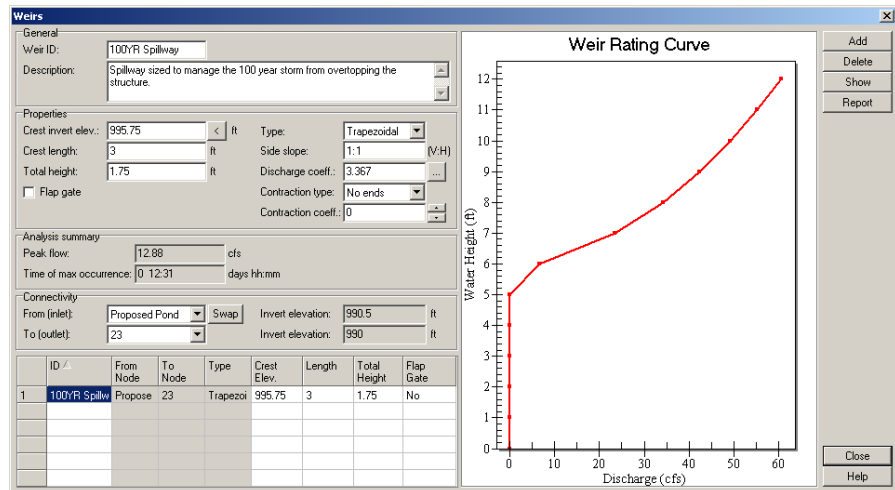 Weirs
General
Weir ID: 100YR Spillway
Description: Spillway sized to manage the 100 year storm from overtopping the
structure.
Properties
Crest invert elev.: 995.75 < ft Type: Trapezoidal
Crest length: 3 ft Side slope: 1:1 (V:H)
Total height: 1.75 ft Discharge coeff.: 3.367 ...
Flap gate Contraction type: No ends
Contraction coeff.: 0
Analysis summary
Peak flow: 12.88 cfs
Time of max occurrence: 0 12:31 days hh:mm
Connectivity
From (inlet): Proposed Pond Swap Invert elevation: 990.5 ft
To (outlet): 23 Invert elevation: 990 ft
ID From Node To Node Type Crest Elev. Length Total Height Flap Gate
1 100YR Spillw Propose 23 Trapezoi 995.75 3 1.75 No
Weir Rating Curve
Water Height (ft)
12
11
10
9
8
7
6
5
4
3
2
1
0
0 10 20 30 40 50 60
Discharge (cfs)
Add
Delete
Show
Report
Close
Help